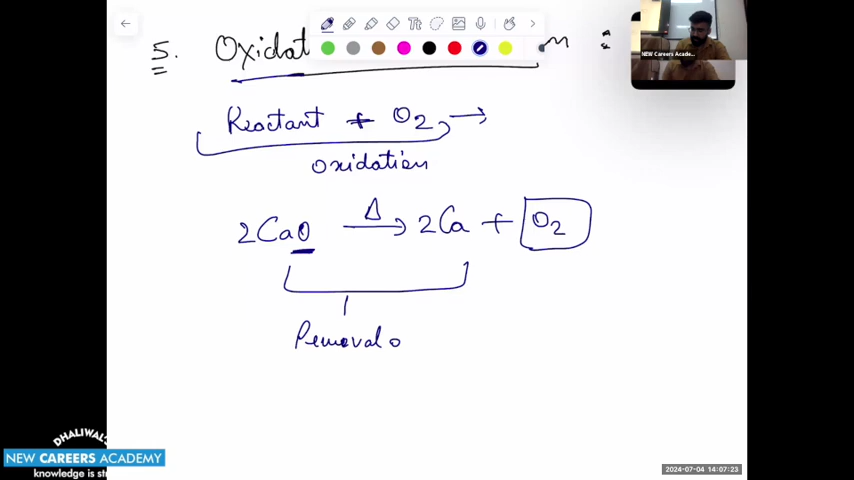 5. Oxidat
Reactant + O2 →
Oxidation
2CaO Δ→ 2Ca + O2
Removal o
NEW Careers Acade...
DHALIWAL'S
NEW CAREERS ACADEMY
knowledge is st
2024-07-04 14:07:23